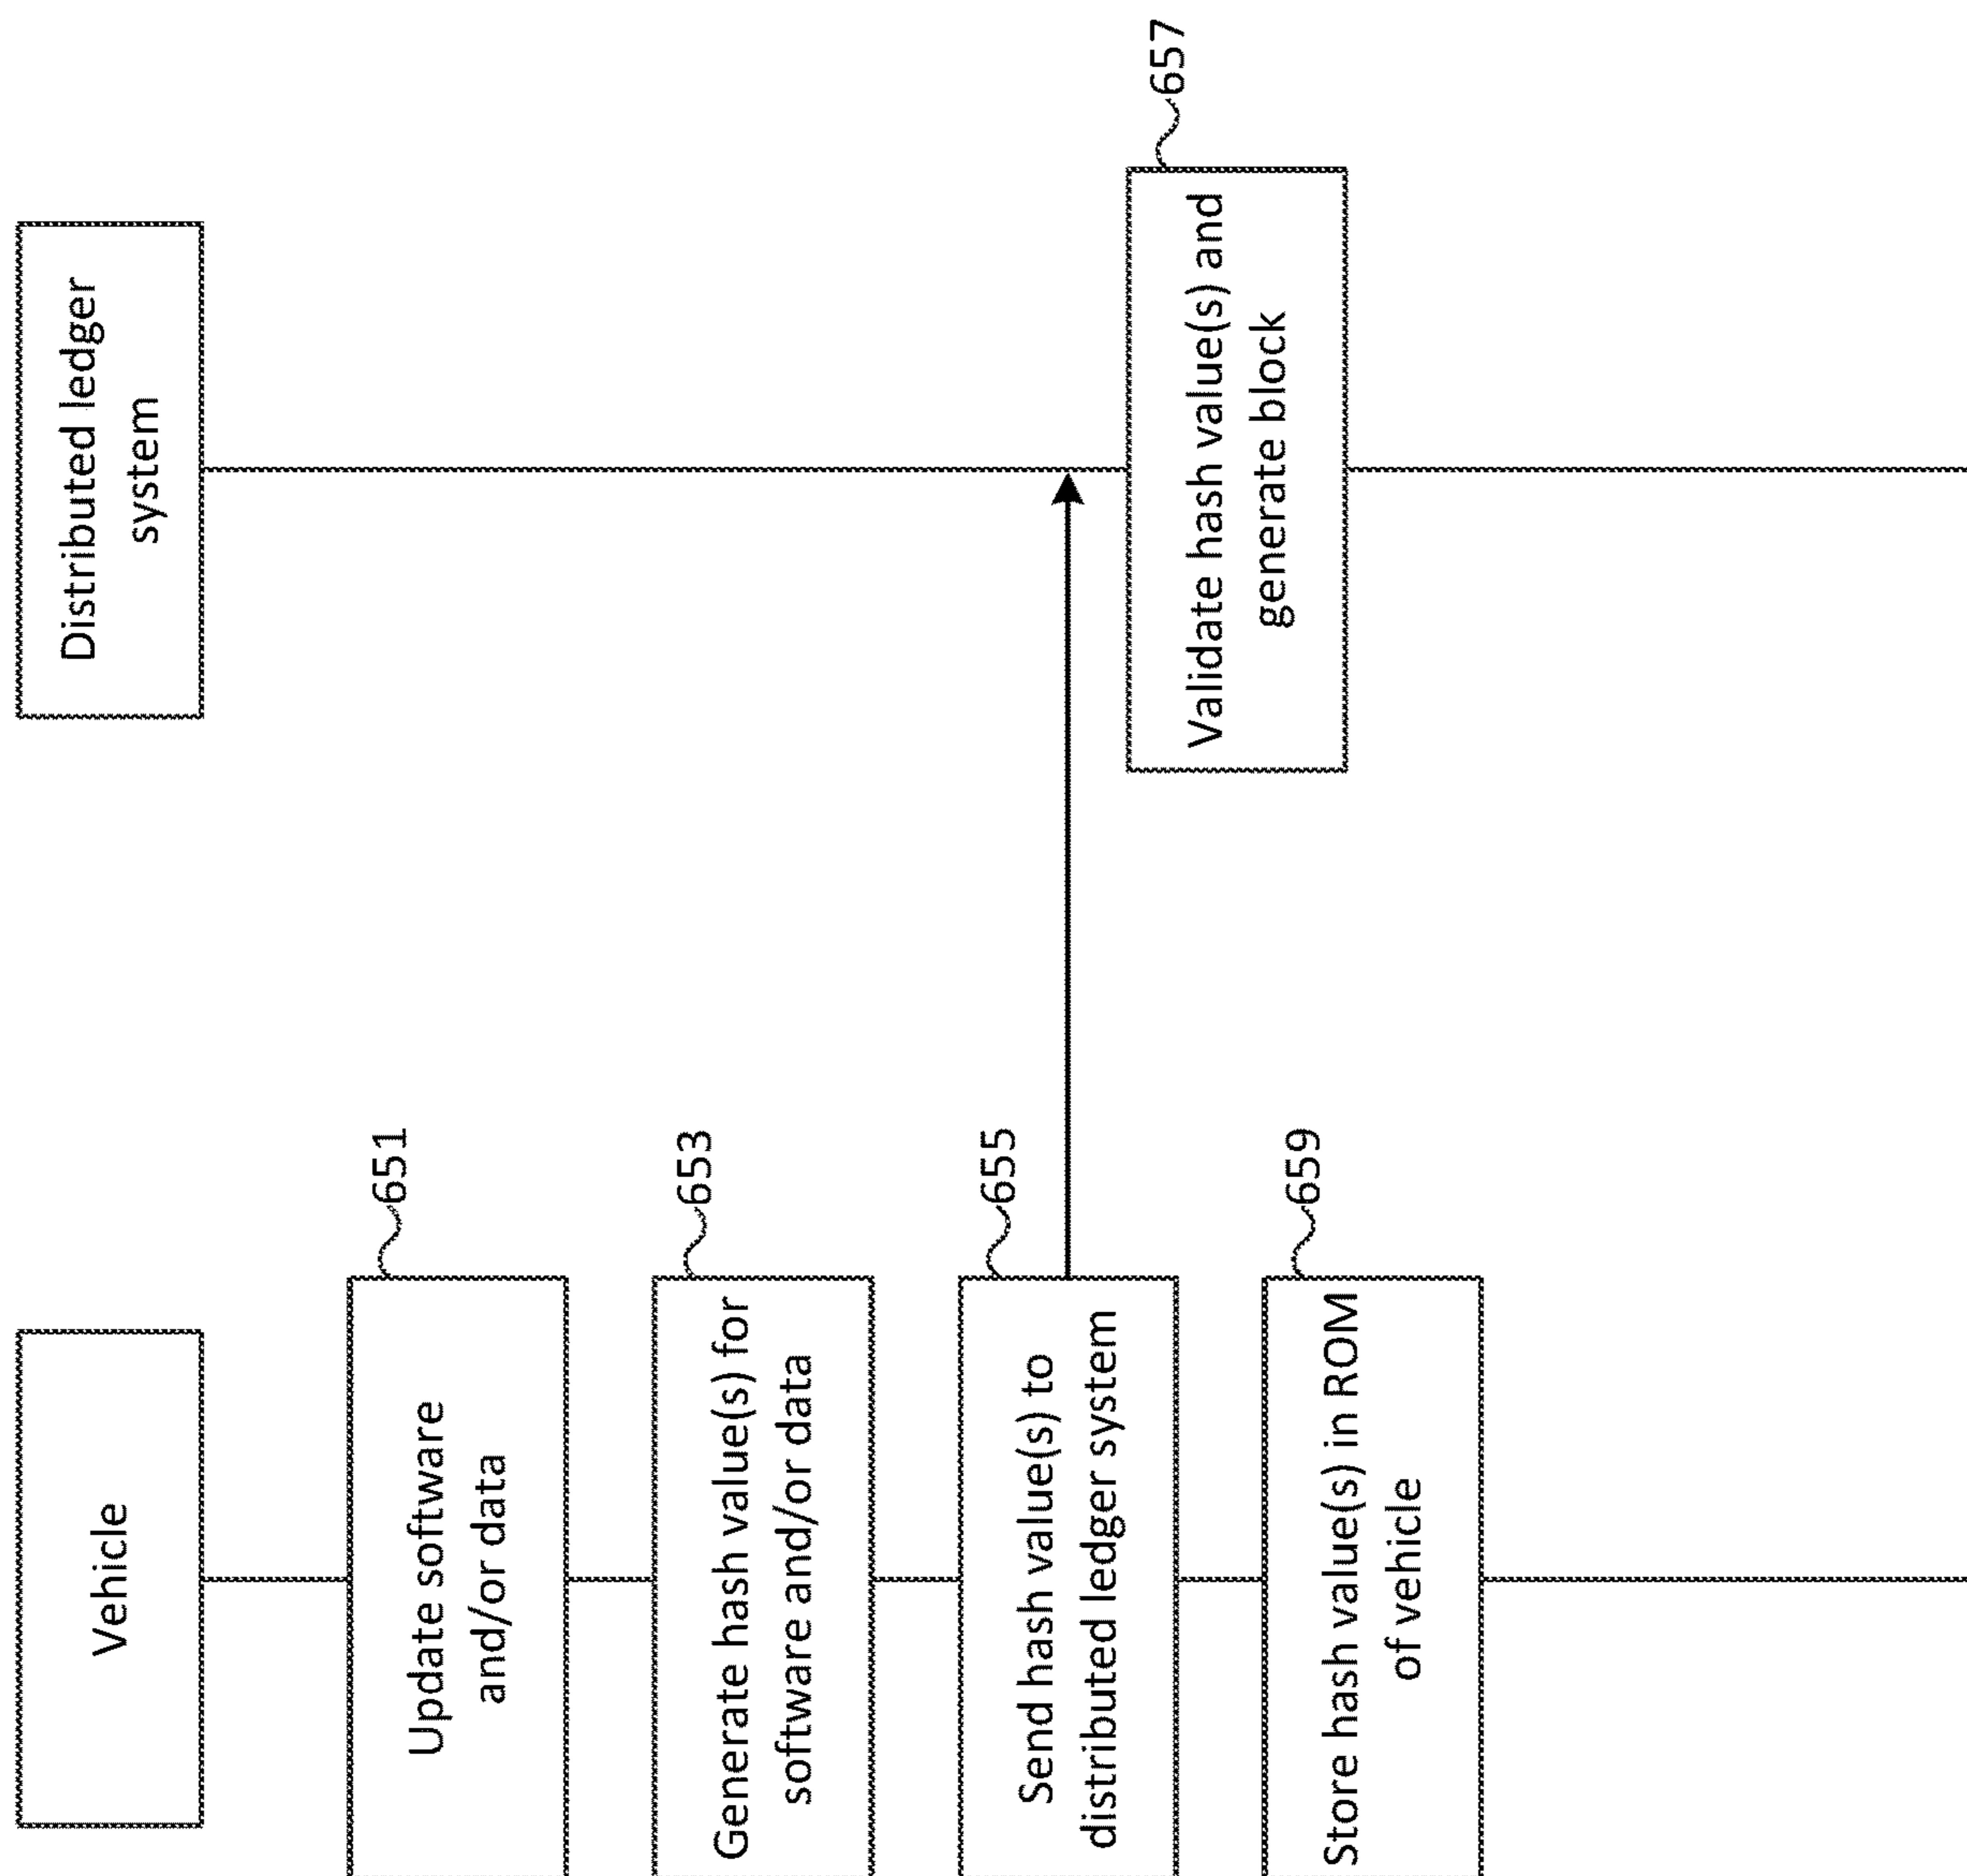 Vehicle
Distributed ledger
system
651
Update software
and/or data
653
Generate hash value(s) for
software and/or data
655
Send hash value(s) to
distributed ledger system
657
Validate hash value(s) and
generate block
659
Store hash value(s) in ROM
of vehicle